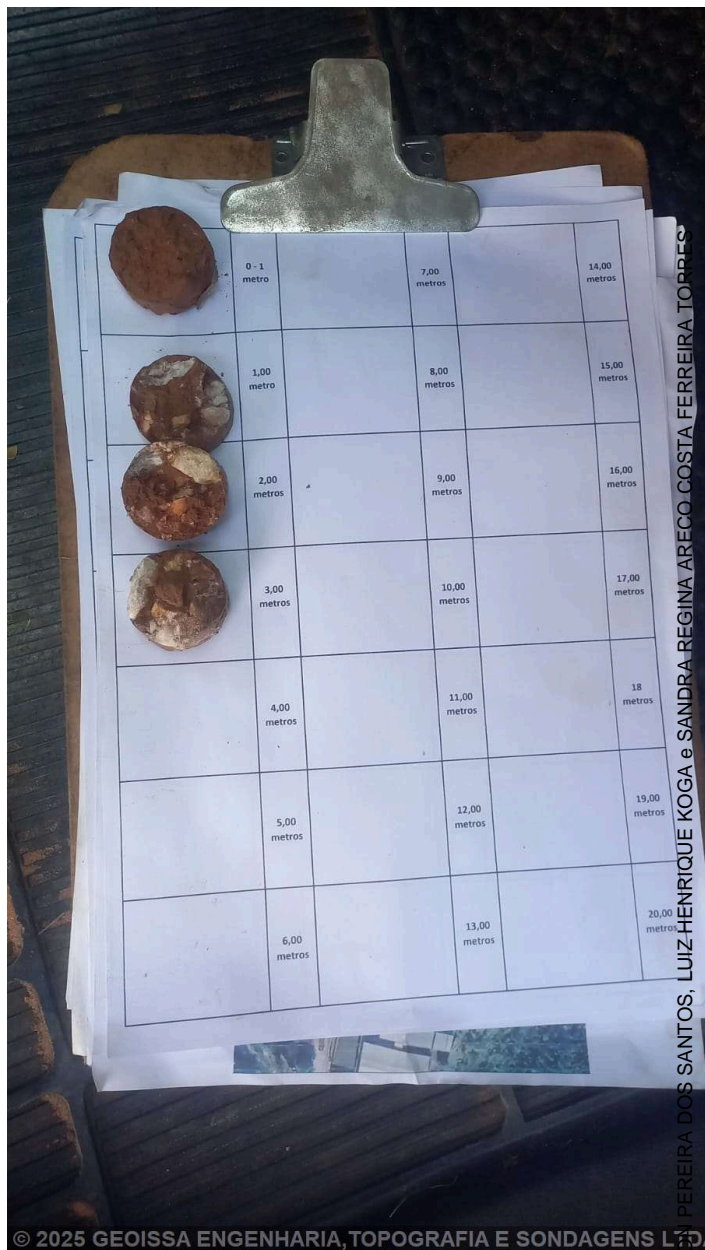 0 - 1
metro
7,00
metros
14,00
metros
1,00
metro
8,00
metro
15,00
metros
2,00
metros
9,00
metros
16,00
metros
3,00
metros
10,00
metros
17,00
metros
4,00
metros
11,00
metros
18
metros
5,00
metros
12,00
metros
19,00
metros
6,00
metros
13,00
metros
20,00
metros
PEREIRA DOS SANTOS, LUIZ HENRIQUE KOGA e SANDRA REGINA ARECO COSTA FERREIRA TORRES
© 2025 GEOISSA ENGENHARIA,TOPOGRAFIA E SONDAGENS LTDA